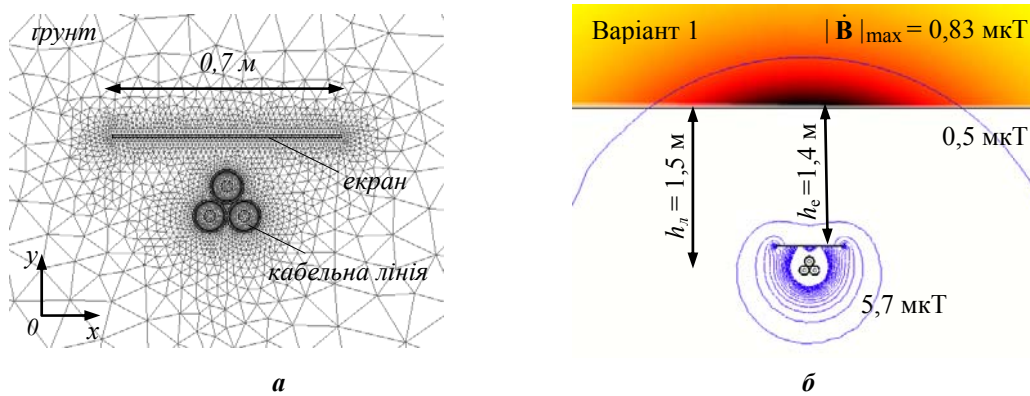 ґрунт
0,7 м
екран
кабельна лінія
y
0
x
а
Варіант 1
| Ḃ |max = 0,83 мкТ
0,5 мкТ
hл = 1,5 м
hе =1,4 м
5,7 мкТ
б